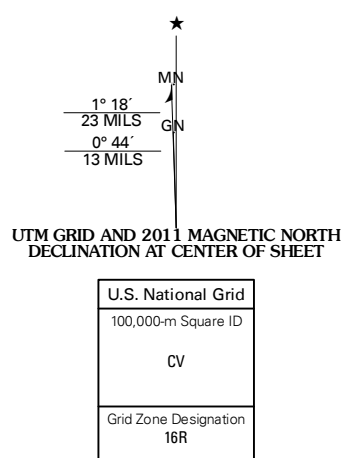 ★
MN
1° 18´
23 MILS
GN
0° 44´
13 MILS
UTM GRID AND 2011 MAGNETIC NORTH
DECLINATION AT CENTER OF SHEET
U.S. National Grid
100,000-m Square ID
CV
Grid Zone Designation
16R